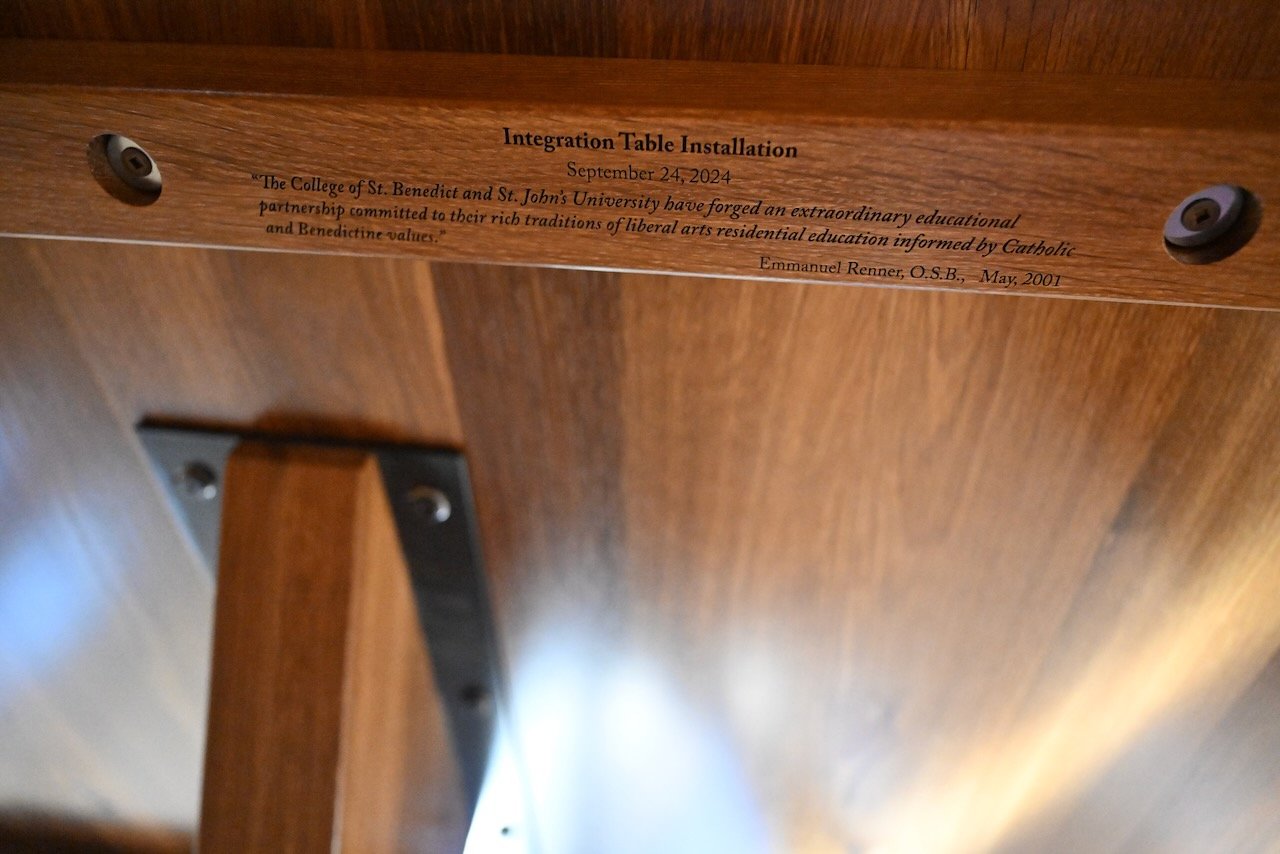 Integration Table Installation
September 24, 2024
“The College of St. Benedict and St. John’s University have forged an extraordinary educational
partnership committed to their rich traditions of liberal arts residential education informed by Catholic
and Benedictine values.”
Emmanuel Renner, O.S.B., May, 2001